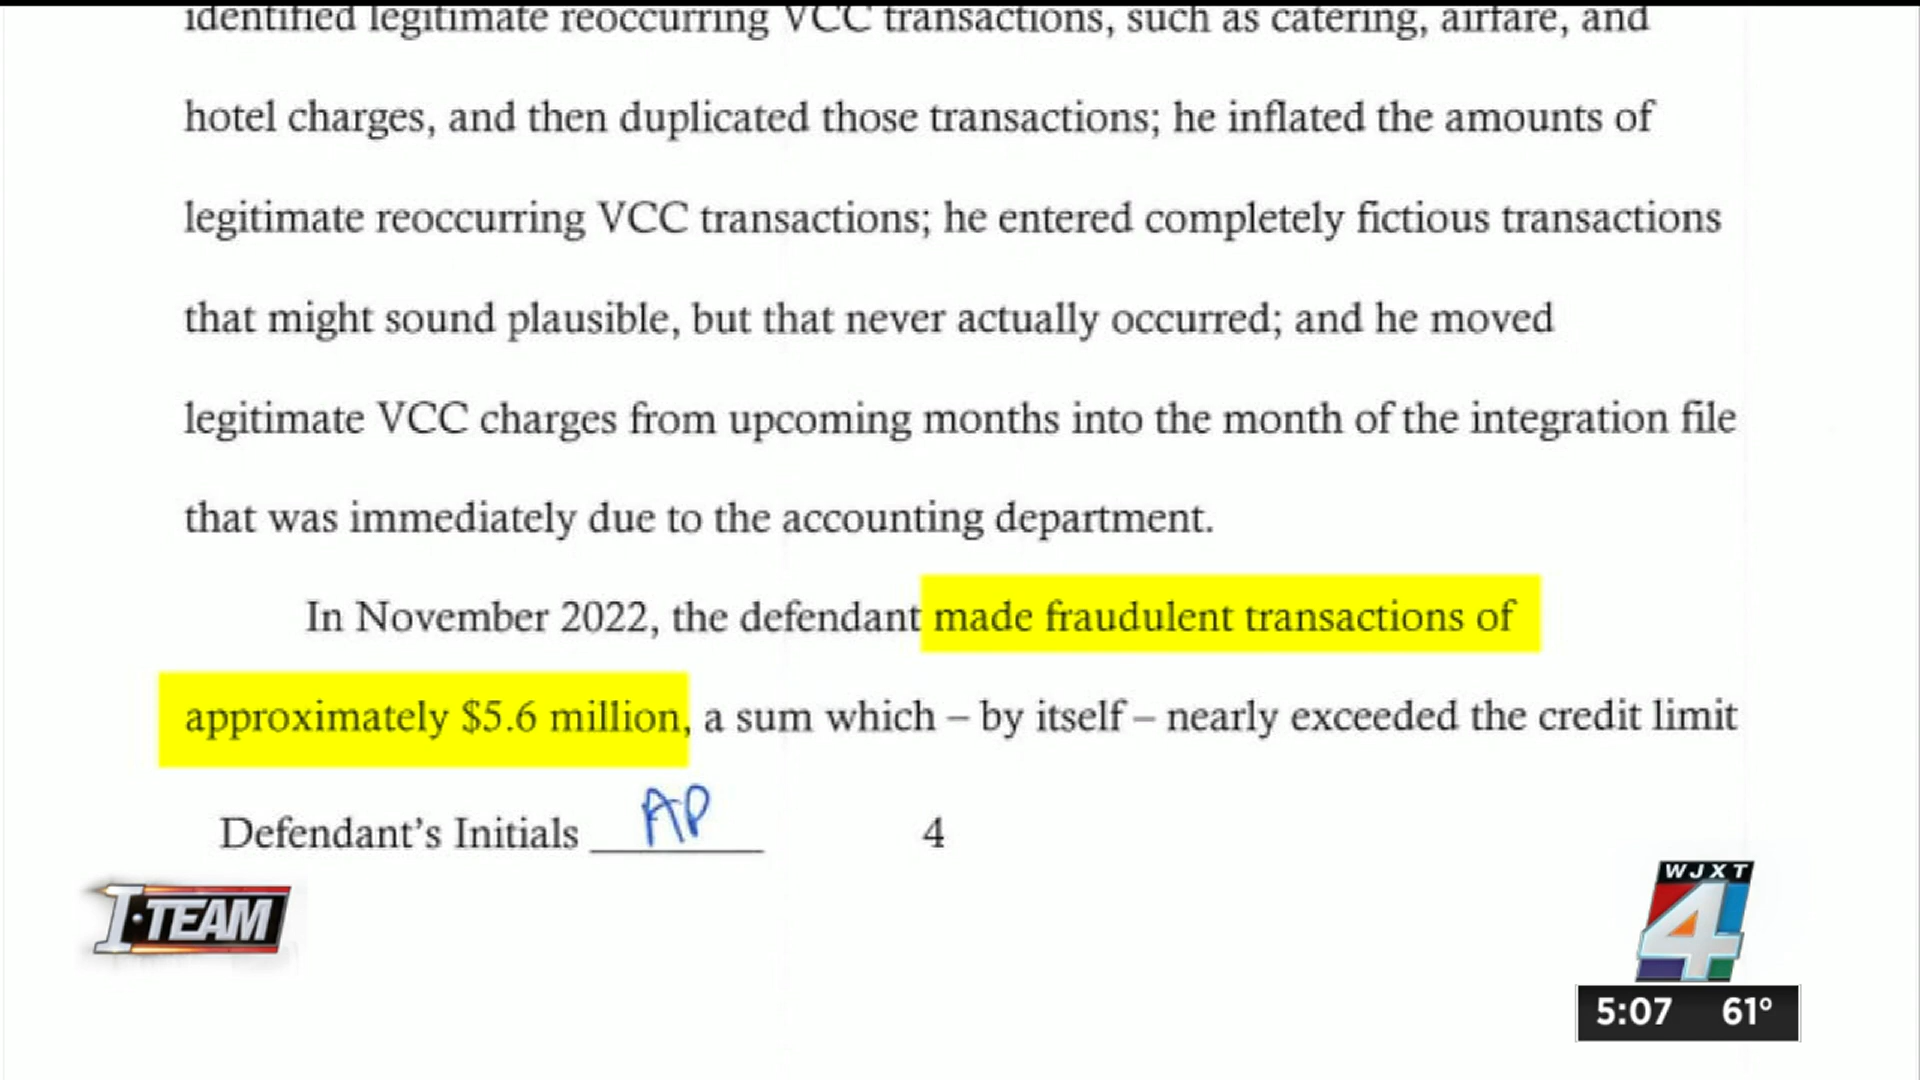 identified legitimate reoccurring VCC transactions, such as catering, airfare, and
hotel charges, and then duplicated those transactions; he inflated the amounts of
legitimate reoccurring VCC transactions; he entered completely fictious transactions
that might sound plausible, but that never actually occurred; and he moved
legitimate VCC charges from upcoming months into the month of the integration file
that was immediately due to the accounting department.
In November 2022, the defendant made fraudulent transactions of
approximately $5.6 million, a sum which – by itself – nearly exceeded the credit limit
Defendant's Initials AP 4
I·TEAM
WJXT
4
5:07 61°